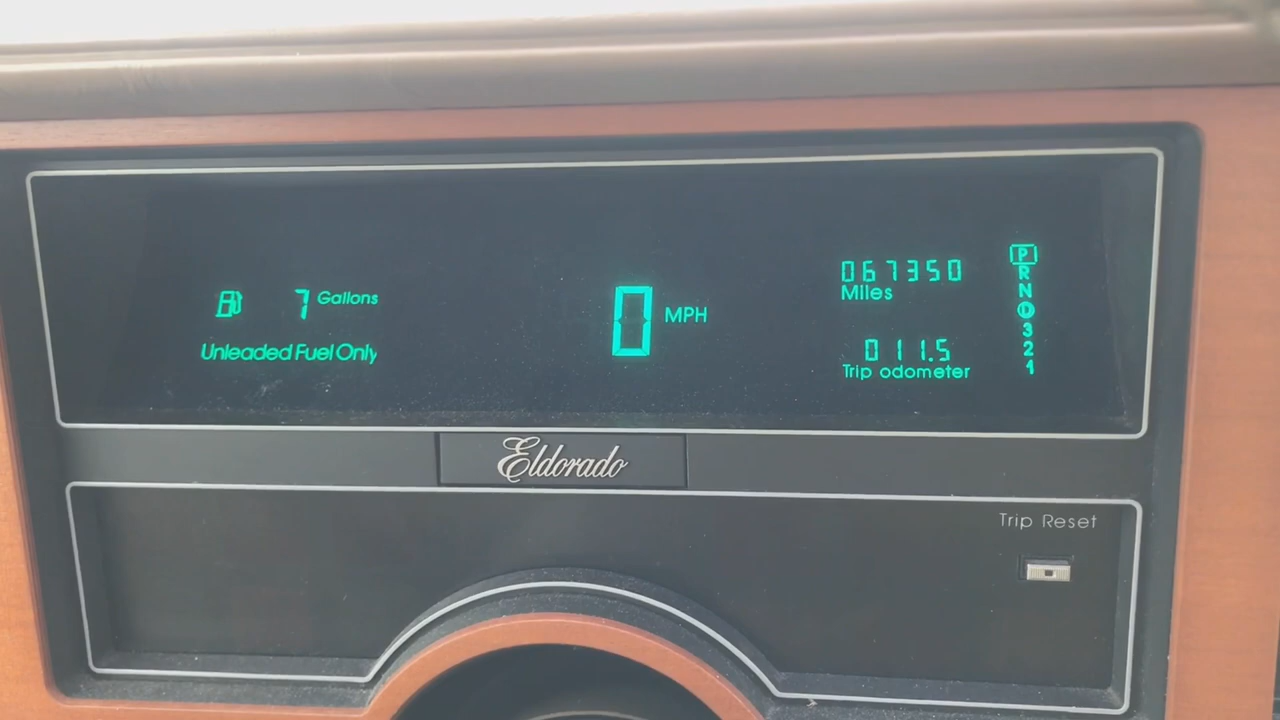 7 Gallons
Unleaded Fuel Only
0 MPH
067350
Miles
011.5
Trip odometer
P
R
N
D
3
2
1
Eldorado
Trip Reset